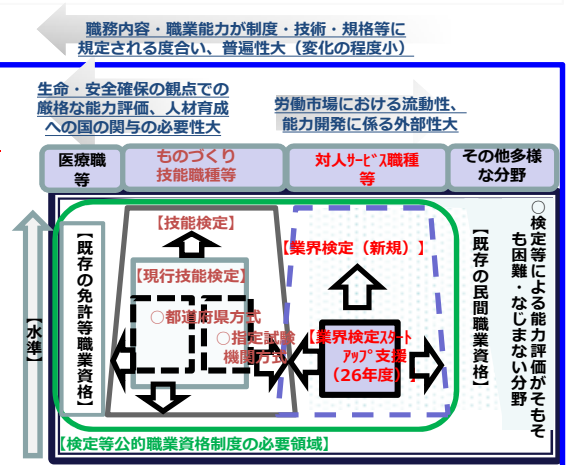 職務内容・職業能力が制度・技術・規格等に
規定される度合い、普遍性大（変化の程度小）
生命・安全確保の観点での
厳格な能力評価、人材育成
への国の関与の必要性大
労働市場における流動性、
能力開発に係る外部性大
医療職
等
ものづくり
技能職種等
対人サービス職種
等
その他多様
な分野
【水準】
【既存の免許等職業資格】
【技能検定】
【現行技能検定】
○都道府県方式
○指定試験
機関方式
【業界検定（新規）】
【業界検定スタート
アップ支援
（26年度）】
【既存の民間職業資格】
○検定等による能力評価がそもそ
も困難・なじまない分野
【検定等公的職業資格制度の必要領域】